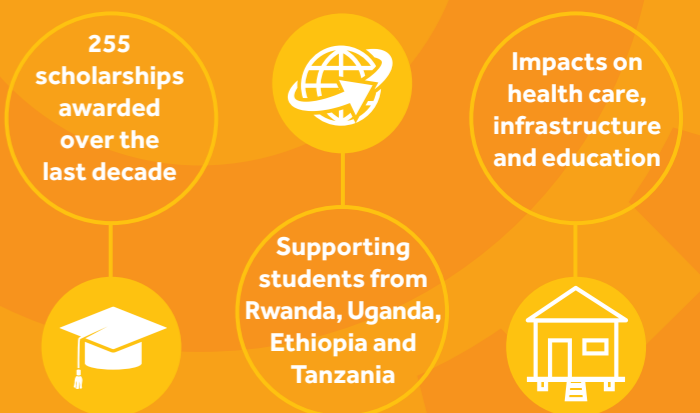 255
scholarships
awarded
over the
last decade
Supporting
students from
Rwanda, Uganda,
Ethiopia and
Tanzania
Impacts on
health care,
infrastructure
and education